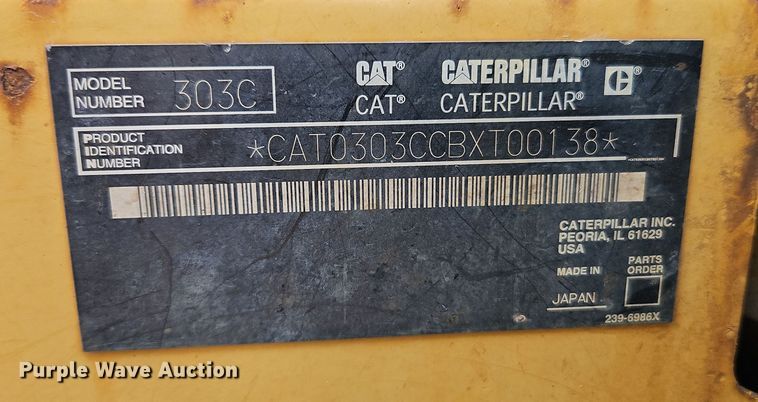 MODEL NUMBER 303C
CAT® CATERPILLAR® C
CAT® CATERPILLAR®
PRODUCT
IDENTIFICATION
NUMBER
*CAT0303CCBXT00138*
CATERPILLAR INC.
PEORIA, IL 61629
USA
MADE IN
JAPAN
PARTS
ORDER
239-6986X
Purple Wave Auction